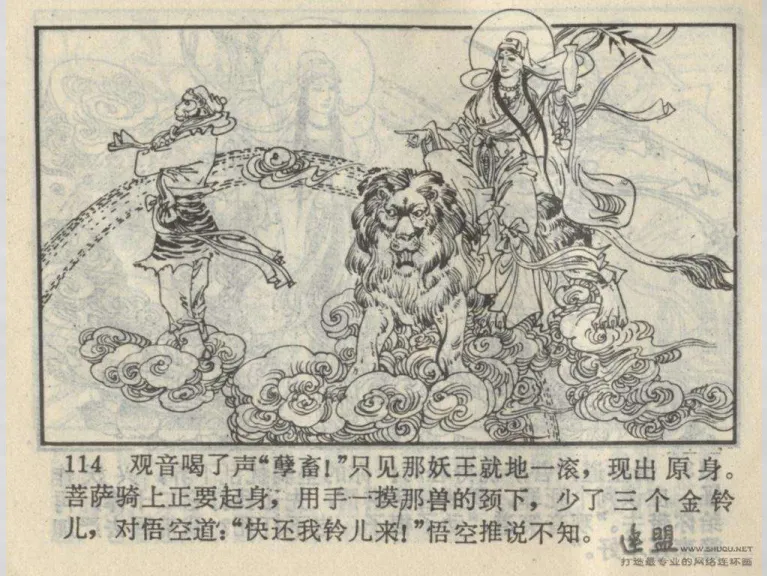 114 观音喝了声“孽畜!”只见那妖王就地一滚，现出原身。
菩萨骑上正要起身，用手一摸那兽的颈下，少了三个金铃
儿，对悟空道:“快还我铃儿来!”悟空推说不知。
连盟 WWW.SHUQU.NET
打造最专业的网络连环画